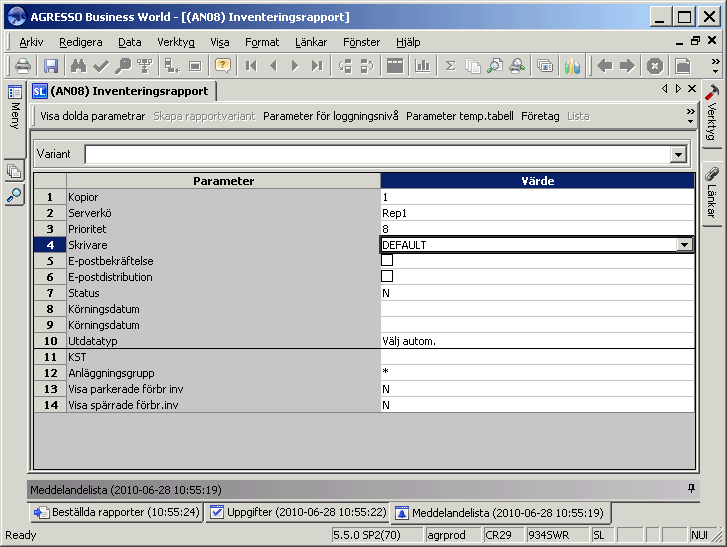 AGRESSO Business World - [(AN08) Inventeringsrapport]
Arkiv Redigera Data Verktyg Visa Format Länkar Fönster Hjälp
SL (AN08) Inventeringsrapport
Meny
Verktyg
Länkar
Visa dolda parametrar Skapa rapportvariant Parameter för loggningsnivå Parameter temp.tabell Företag Lista
Variant
Parameter Värde
1 Kopior 1
2 Serverkö Rep1
3 Prioritet 8
4 Skrivare DEFAULT
5 E-postbekräftelse
6 E-postdistribution
7 Status N
8 Körningsdatum
9 Körningsdatum
10 Utdatatyp Välj autom.
11 KST
12 Anläggningsgrupp *
13 Visa parkerade förbr inv N
14 Visa spärrade förbr.inv N
Meddelandelista (2010-06-28 10:55:19)
Beställda rapporter (10:55:24) Uppgifter (2010-06-28 10:55:22) Meddelandelista (2010-06-28 10:55:19)
Ready 5.5.0 SP2(70) agrprod CR29 934SWR SL NUI